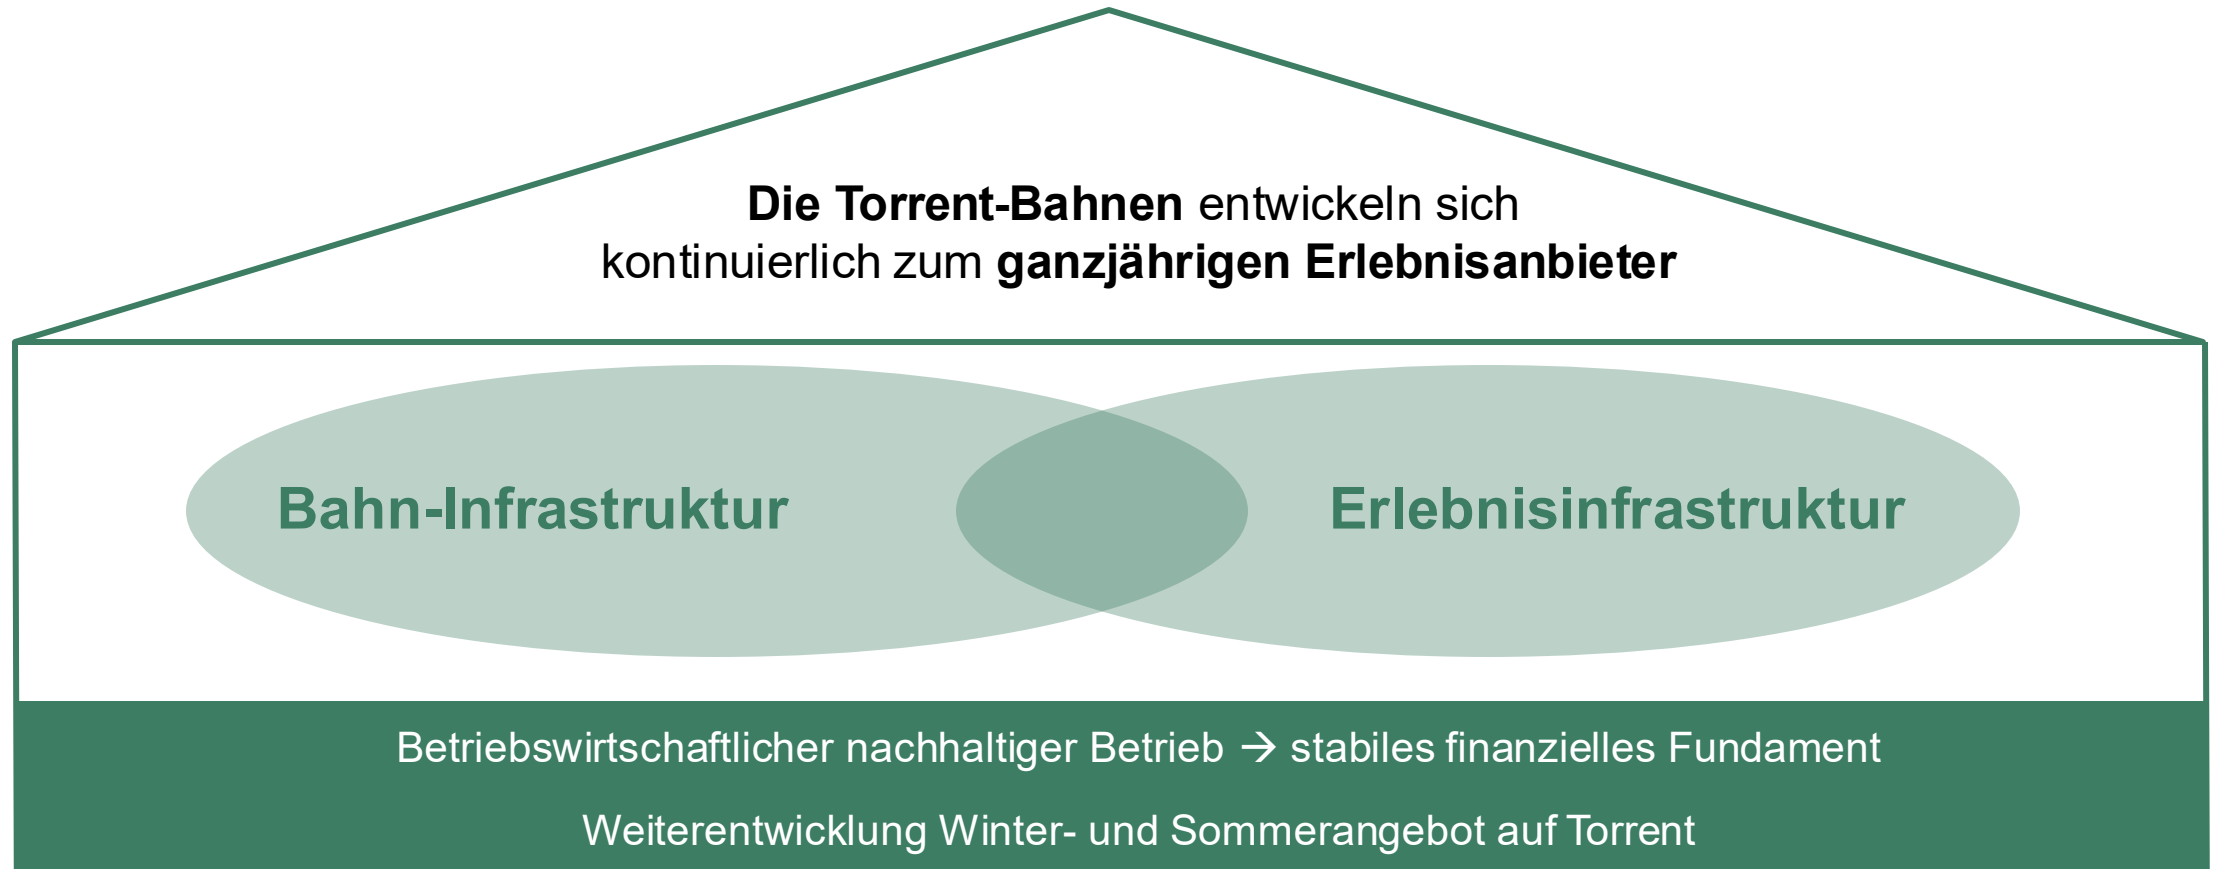 Die Torrent-Bahnen entwickeln sich
kontinuierlich zum ganzjährigen Erlebnisanbieter
Bahn-Infrastruktur
Erlebnisinfrastruktur
Betriebswirtschaftlicher nachhaltiger Betrieb → stabiles finanzielles Fundament
Weiterentwicklung Winter- und Sommerangebot auf Torrent